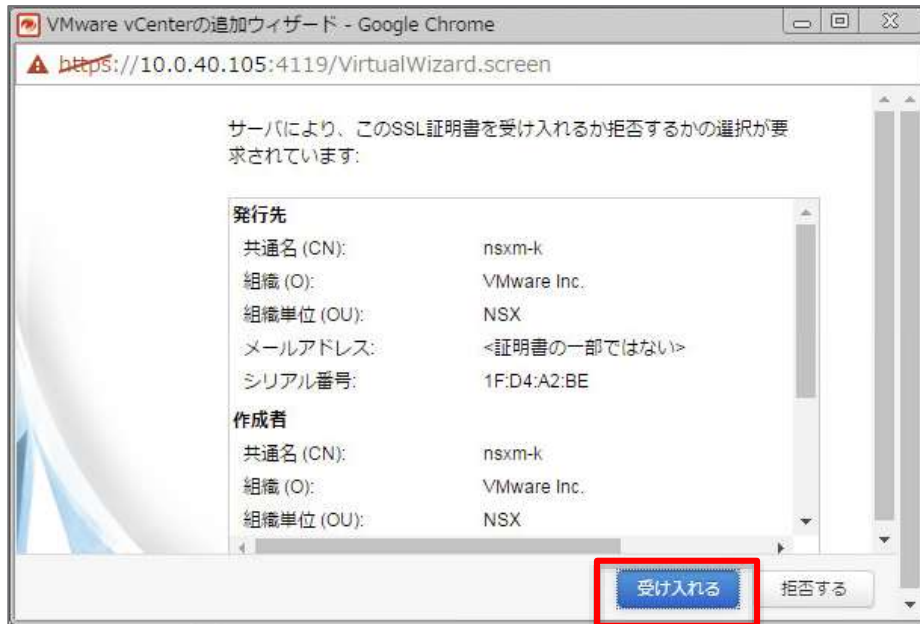 VMware vCenterの追加ウィザード - Google Chrome
https://10.0.40.105:4119/VirtualWizard.screen
サーバにより、このSSL証明書を受け入れるか拒否するかの選択が要
求されています:
発行先
共通名 (CN): nsxm-k
組織 (O): VMware Inc.
組織単位 (OU): NSX
メールアドレス: <証明書の一部ではない>
シリアル番号: 1F:D4:A2:BE
作成者
共通名 (CN): nsxm-k
組織 (O): VMware Inc.
組織単位 (OU): NSX
受け入れる 拒否する